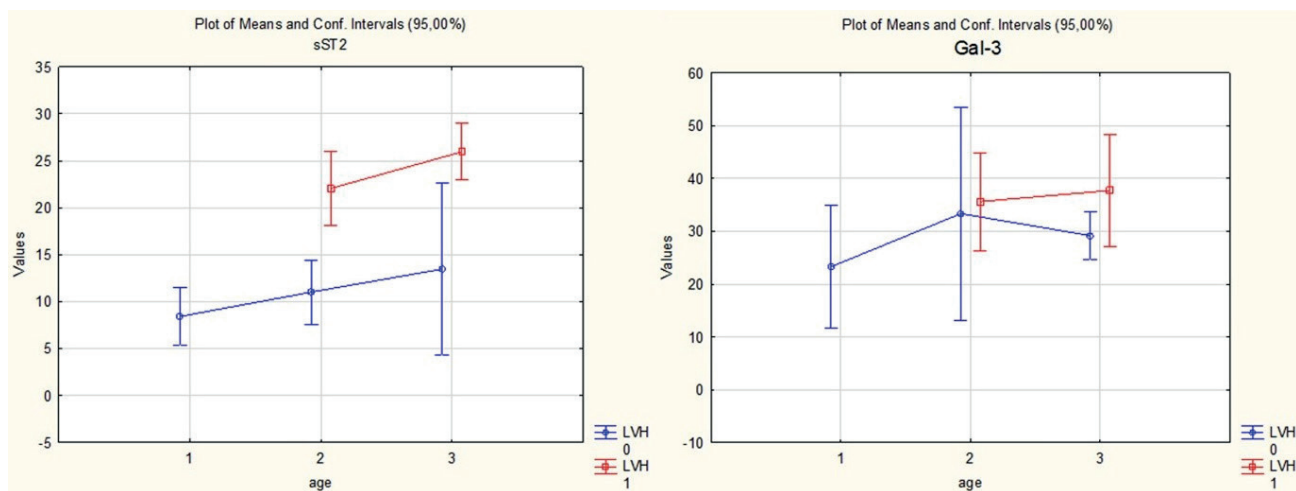 Plot of Means and Conf. Intervals (95,00%)
sST2
35
30
25
20
15
10
5
0
-5
Values
1 2 3
age
LVH
0
LVH
1
Plot of Means and Conf. Intervals (95,00%)
Gal-3
60
50
40
30
20
10
0
-10
Values
1 2 3
age
LVH
0
LVH
1